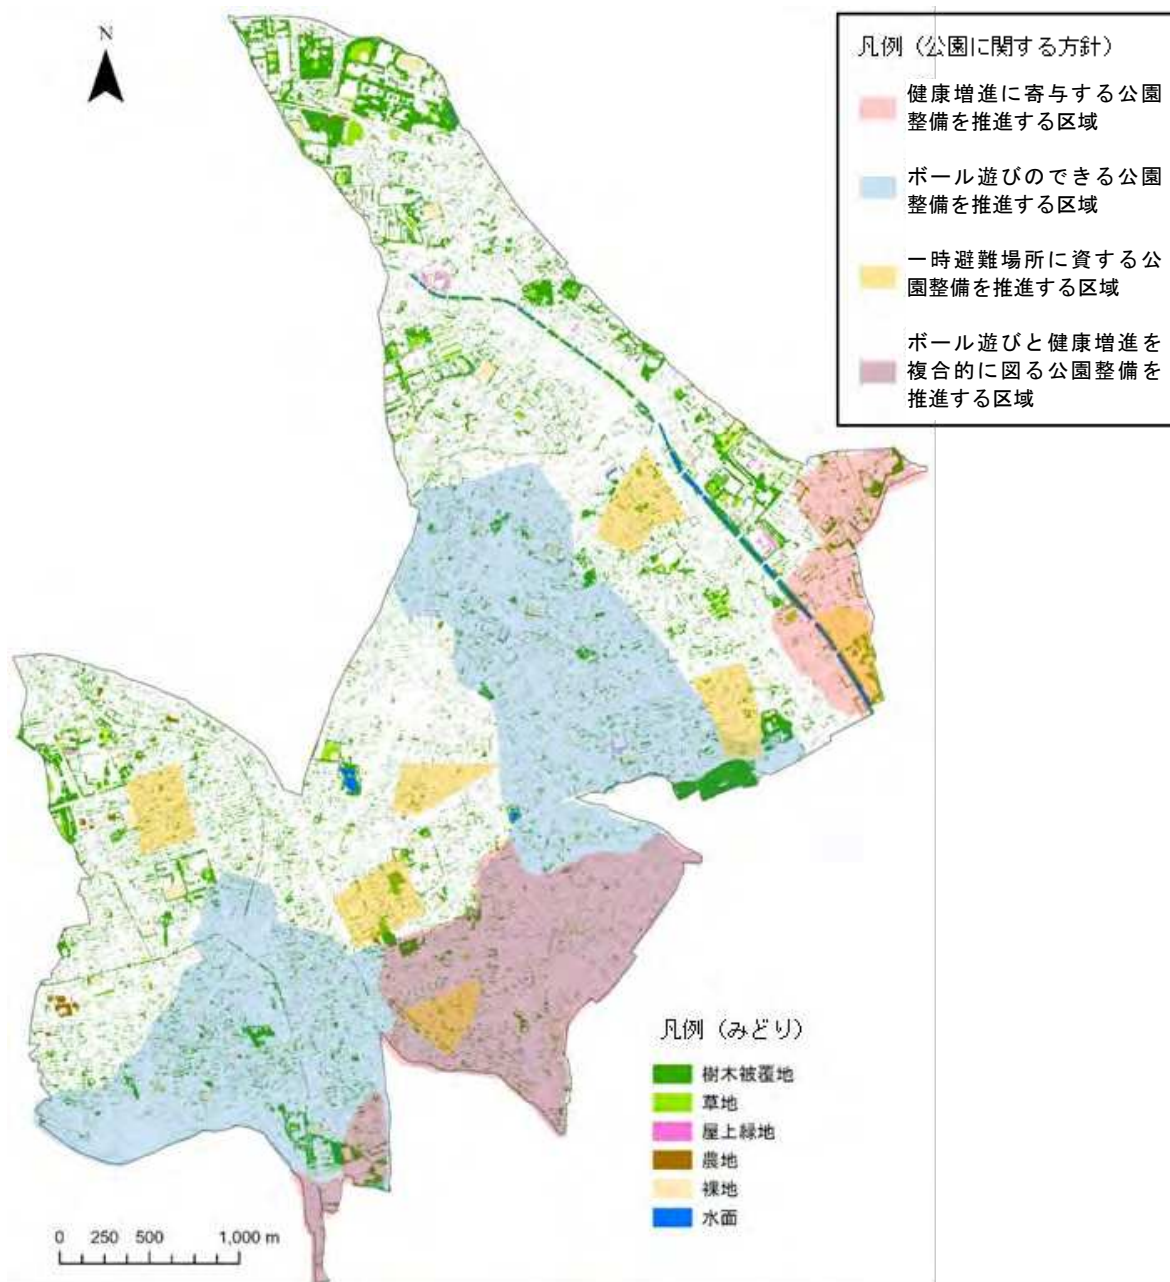 N
凡例（公園に関する方針）
健康増進に寄与する公園
整備を推進する区域
ボール遊びのできる公園
整備を推進する区域
一時避難場所に資する公
園整備を推進する区域
ボール遊びと健康増進を
複合的に図る公園整備を
推進する区域
凡例（みどり）
樹木被覆地
草地
屋上緑地
農地
裸地
水面
0 250 500 1,000 m